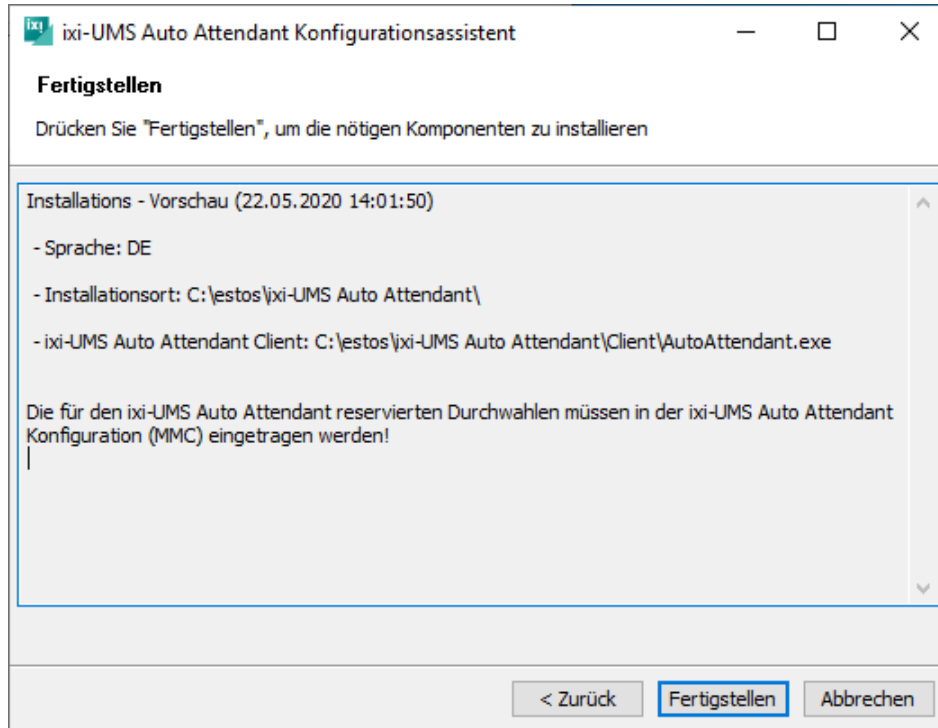 ixi
ixi-UMS Auto Attendant Konfigurationsassistent
Fertigstellen
Drücken Sie "Fertigstellen", um die nötigen Komponenten zu installieren
Installations - Vorschau (22.05.2020 14:01:50)
- Sprache: DE
- Installationsort: C:\estos\ixi-UMS Auto Attendant\
- ixi-UMS Auto Attendant Client: C:\estos\ixi-UMS Auto Attendant\Client\AutoAttendant.exe
Die für den ixi-UMS Auto Attendant reservierten Durchwahlen müssen in der ixi-UMS Auto Attendant
Konfiguration (MMC) eingetragen werden!
< Zurück Fertigstellen Abbrechen